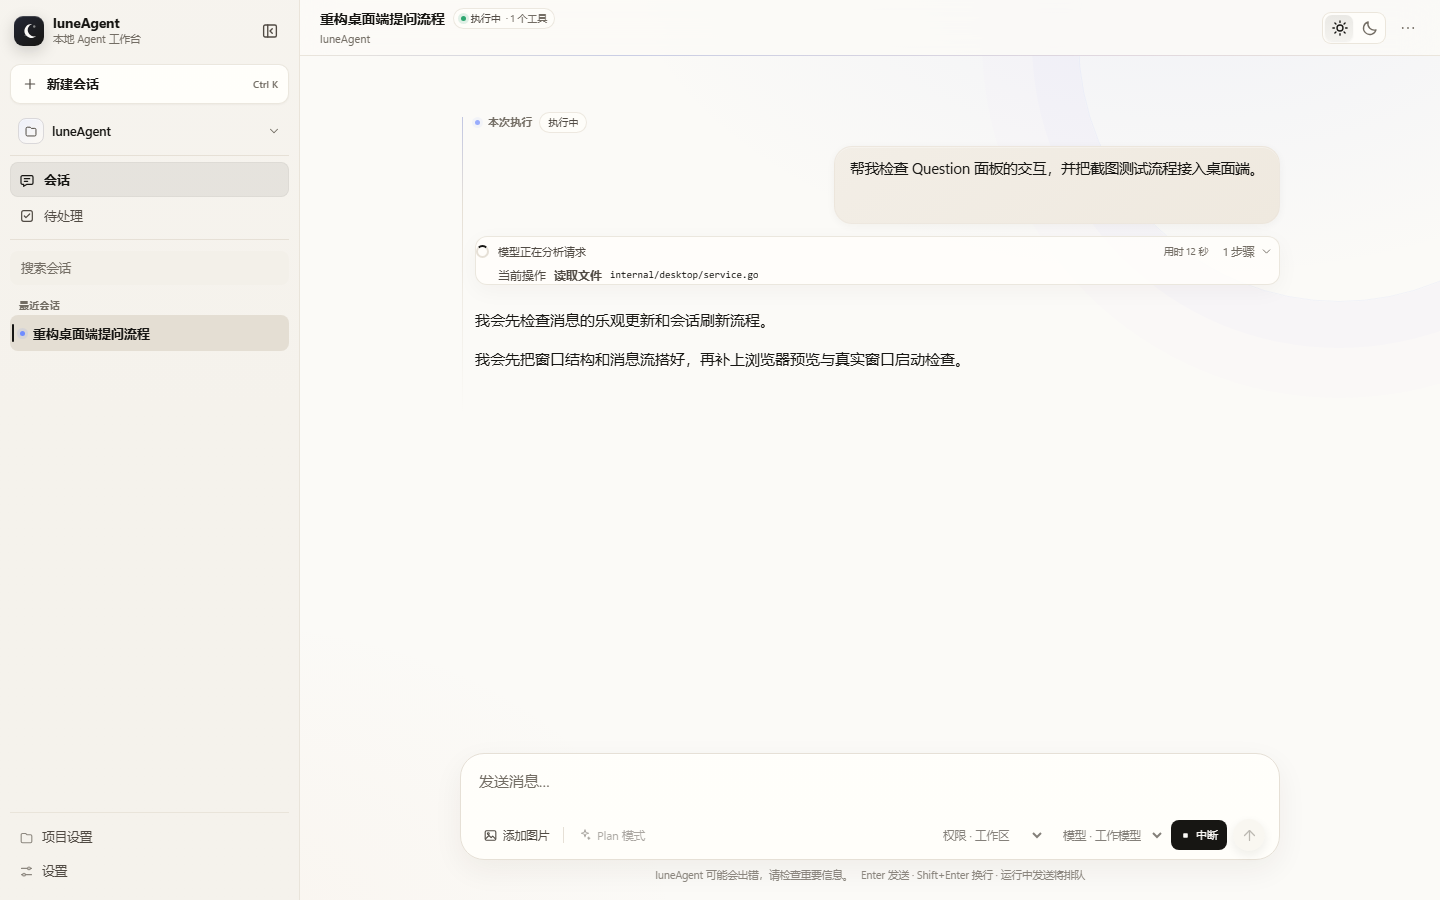 luneAgent
本地 Agent 工作台
新建会话
Ctrl K
luneAgent
会话
待处理
搜索会话
最近会话
重构桌面端提问流程
项目设置
设置
重构桌面端提问流程
执行中 · 1 个工具
luneAgent
···
本次执行
执行中
帮我检查 Question 面板的交互，并把截图测试流程接入桌面端。
模型正在分析请求
用时 12 秒
1 步骤
当前操作 读取文件 internal/desktop/service.go
我会先检查消息的乐观更新和会话刷新流程。
我会先把窗口结构和消息流搭好，再补上浏览器预览与真实窗口启动检查。
发送消息...
添加图片
Plan 模式
权限 · 工作区
模型 · 工作模型
中断
luneAgent 可能会出错，请检查重要信息。 Enter 发送 · Shift+Enter 换行 · 运行中发送将排队